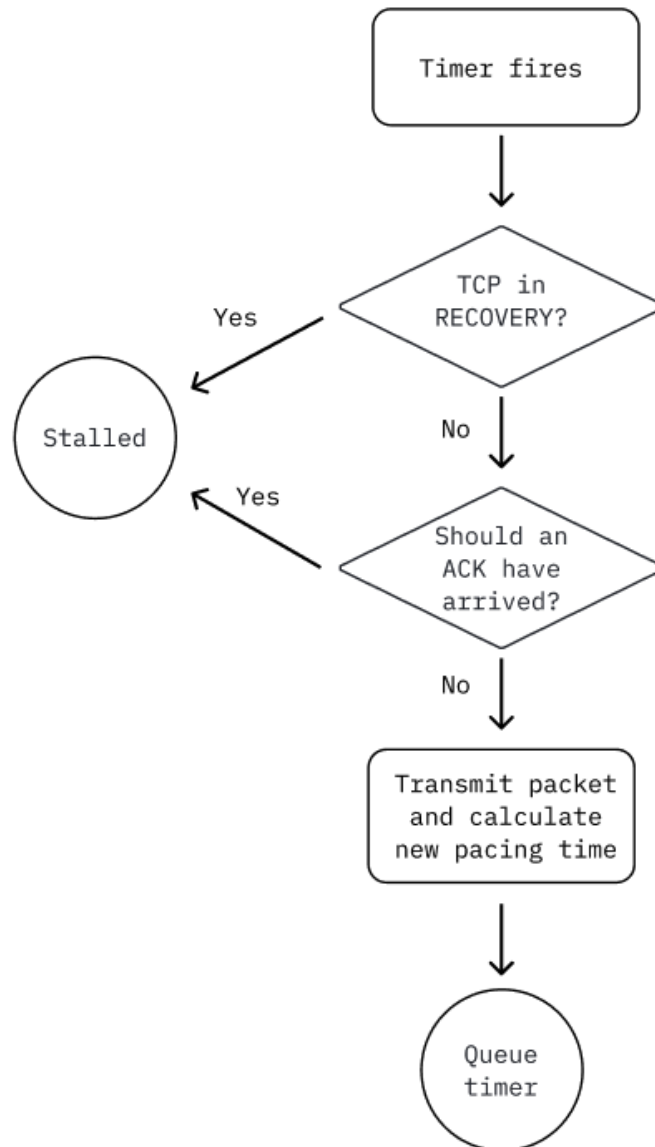 Timer fires
TCP in
RECOVERY?
Yes
Stalled
No
Yes
Should an
ACK have
arrived?
No
Transmit packet
and calculate
new pacing time
Queue
timer